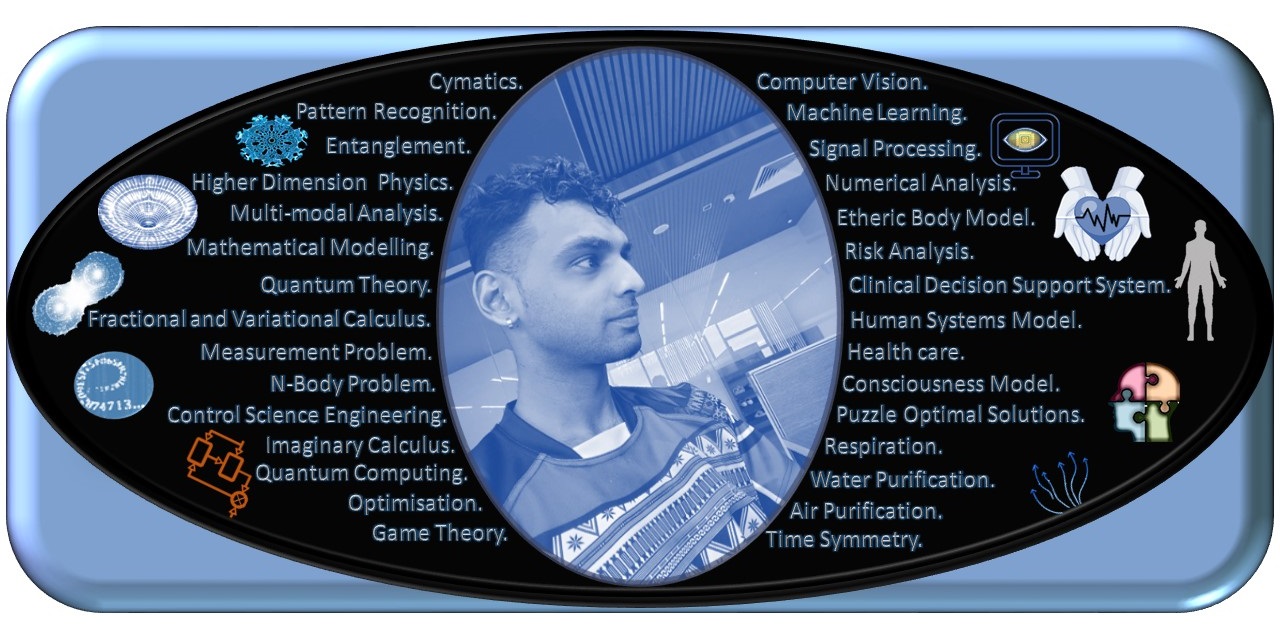 Cymatics.
Pattern Recognition.
Entanglement.
Higher Dimension Physics.
Multi-modal Analysis.
Mathematical Modelling.
Quantum Theory.
Fractional and Variational Calculus.
Measurement Problem.
N-Body Problem.
Control Science Engineering.
Imaginary Calculus.
Quantum Computing.
Optimisation.
Game Theory.
Computer Vision.
Machine Learning.
Signal Processing.
Numerical Analysis.
Etheric Body Model.
Risk Analysis.
Clinical Decision Support System.
Human Systems Model.
Health care.
Consciousness Model.
Puzzle Optimal Solutions.
Respiration.
Water Purification.
Air Purification.
Time Symmetry.